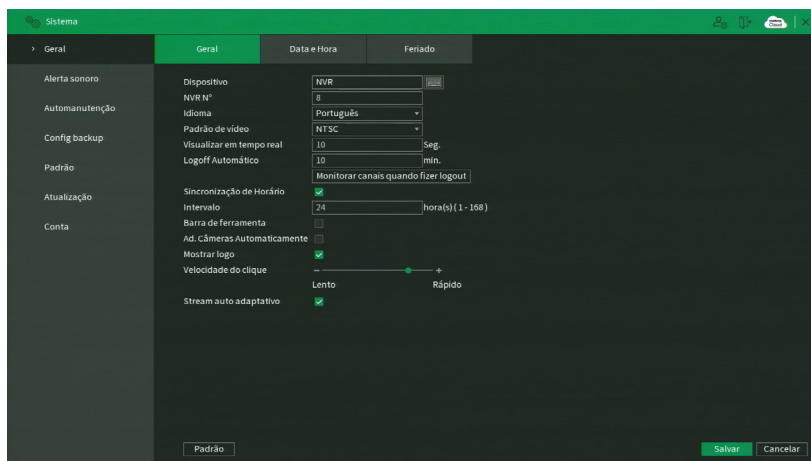 Sistema
Cloud
Geral
Alerta sonoro
Automanutenção
Config backup
Padrão
Atualização
Conta
Geral Data e Hora Feriado
Dispositivo NVR
NVR Nº 8
Idioma Português
Padrão de vídeo NTSC
Visualizar em tempo real 10 Seg.
Logoff Automático 10 min.
Monitorar canais quando fizer logout
Sincronização de Horário
Intervalo 24 hora(s) ( 1 - 168 )
Barra de ferramenta
Ad. Câmeras Automaticamente
Mostrar logo
Velocidade do clique - +
Lento Rápido
Stream auto adaptativo
Padrão Salvar Cancelar